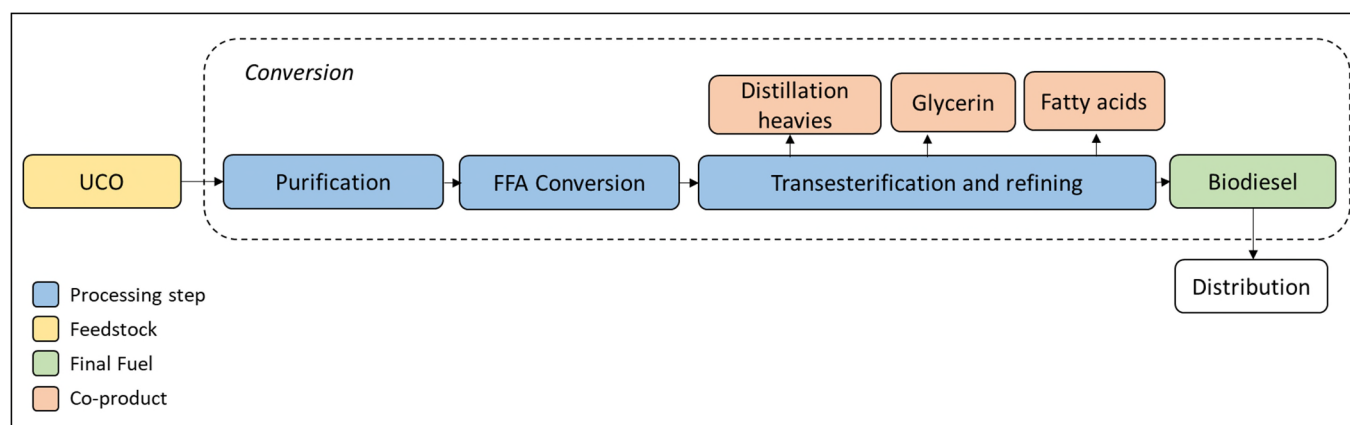 Conversion
Distillation
heavies
Glycerin
Fatty acids
UCO
Purification
FFA Conversion
Transesterification and refining
Biodiesel
Distribution
Processing step
Feedstock
Final Fuel
Co-product